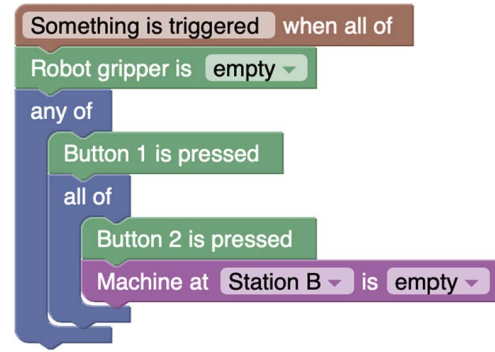 Something is triggered when all of
Robot gripper is empty
any of
Button 1 is pressed
all of
Button 2 is pressed
Machine at Station B is empty